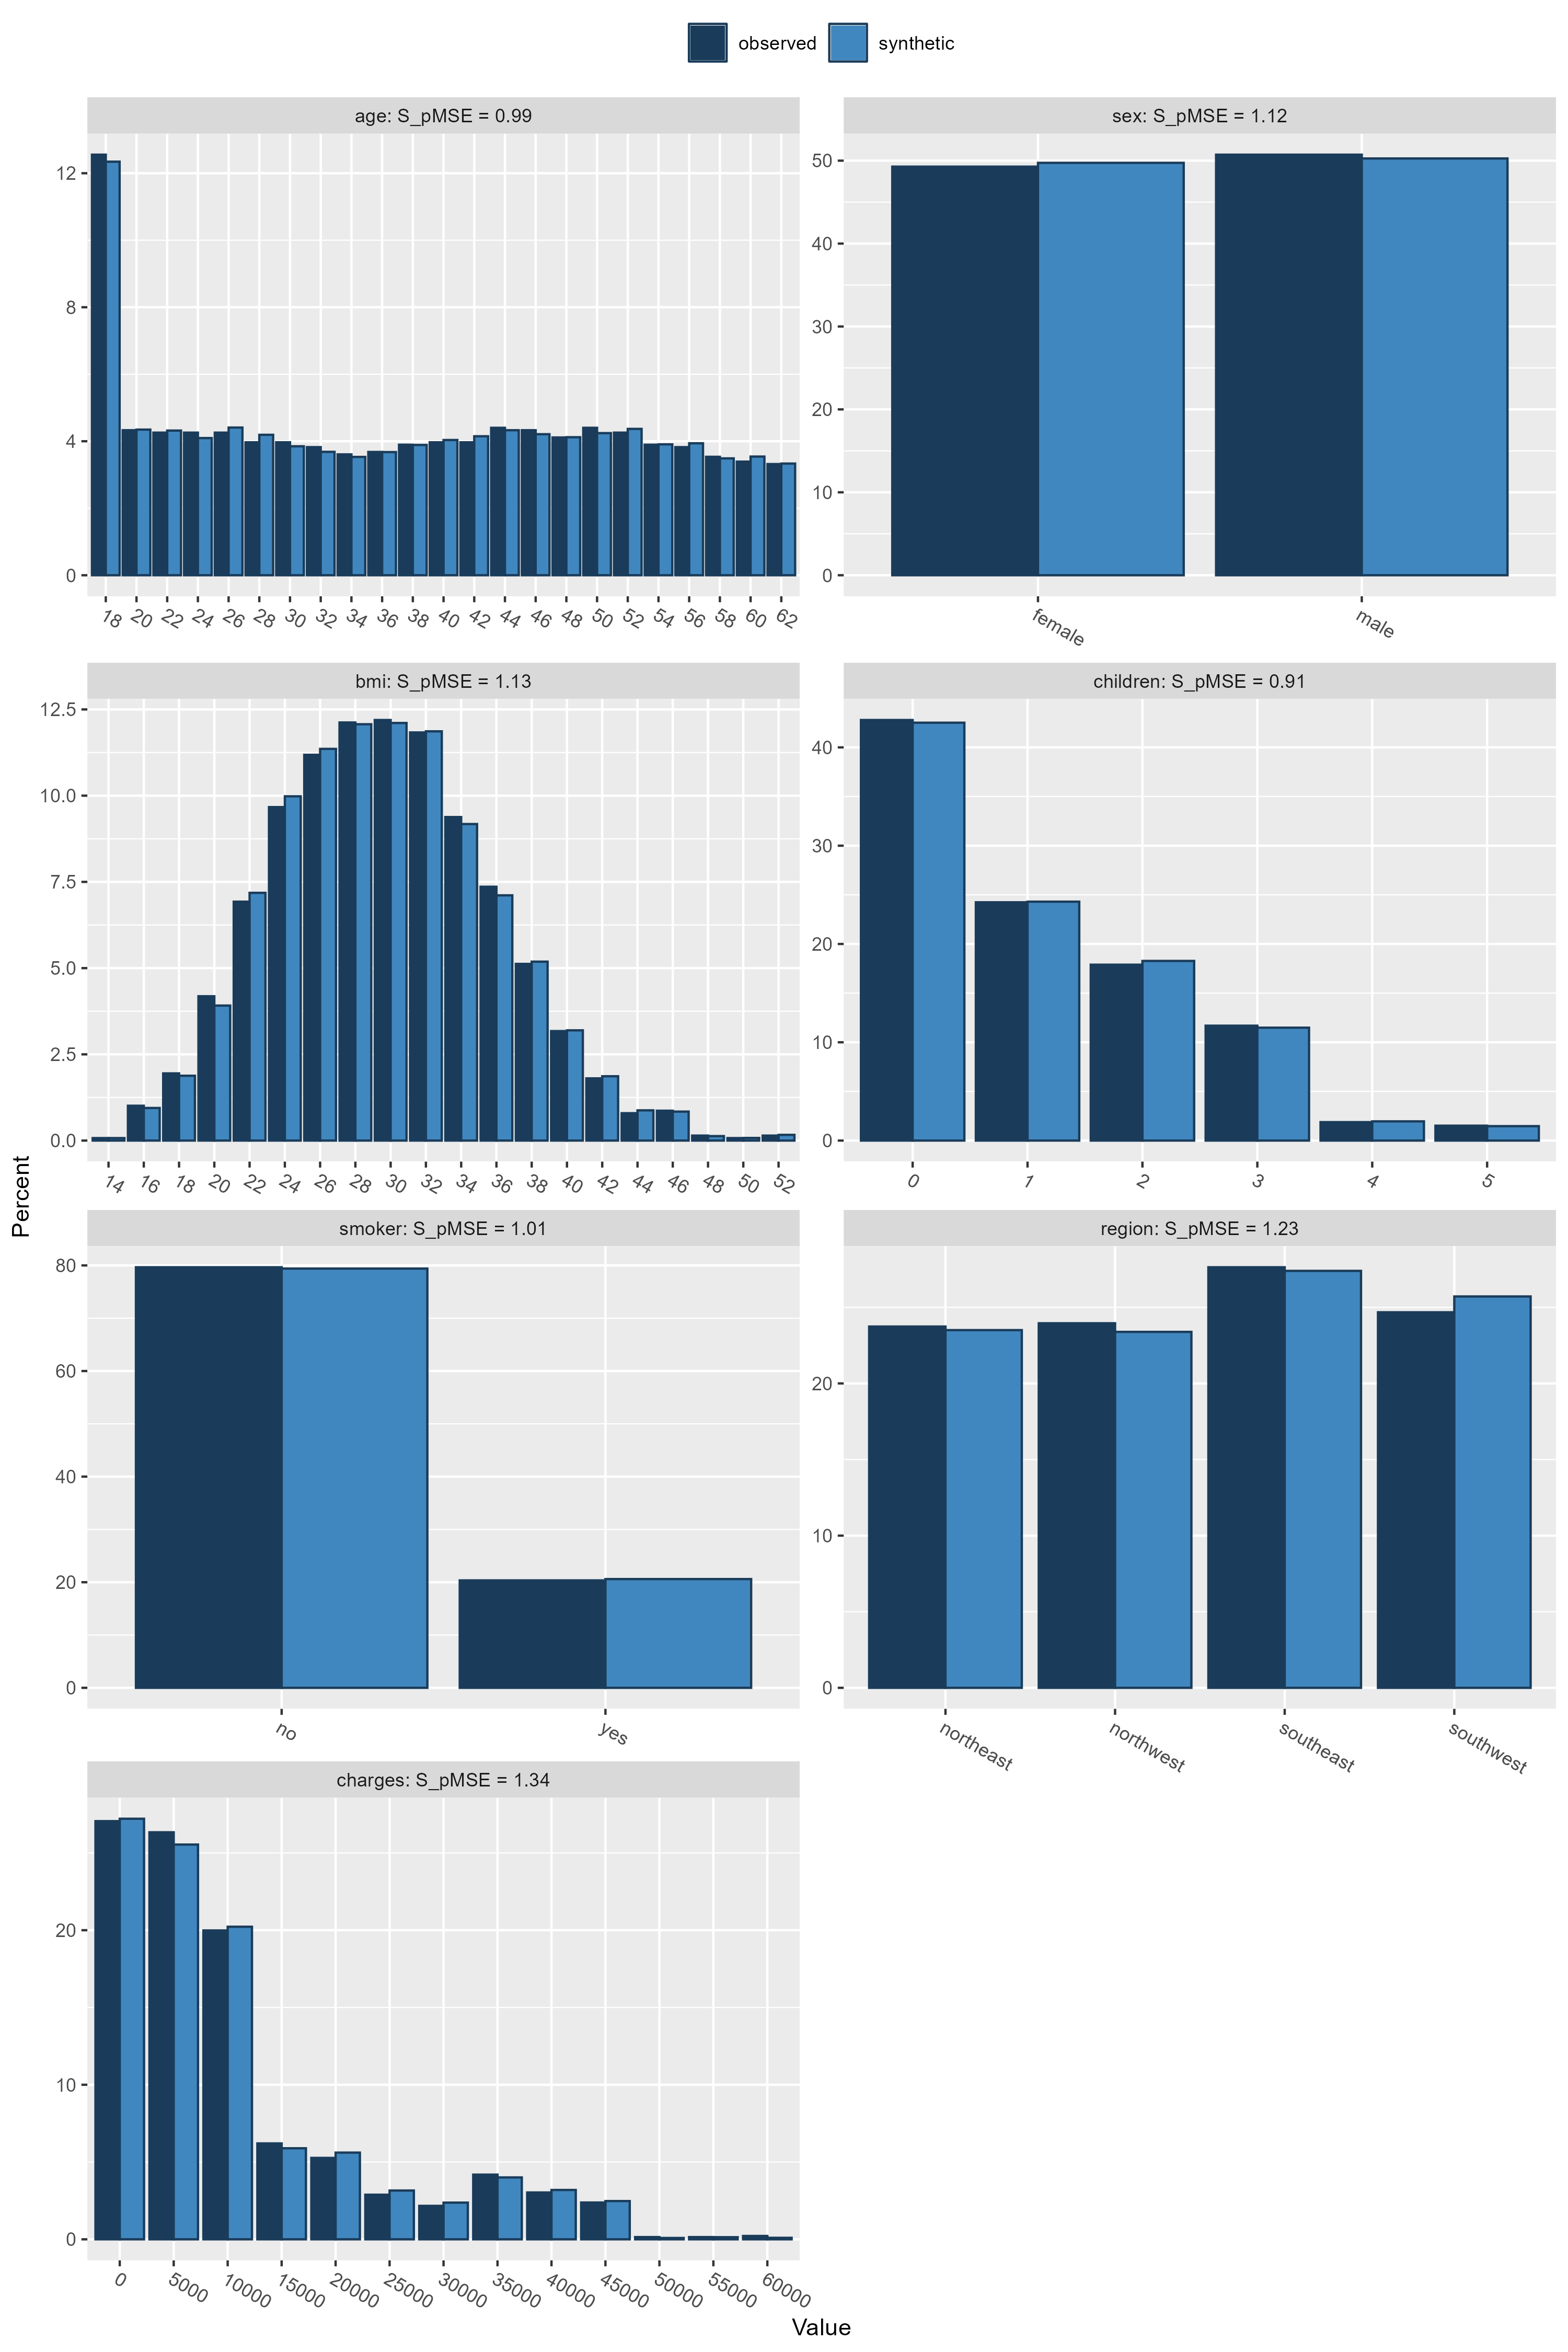 observed synthetic
age: S_pMSE = 0.99
sex: S_pMSE = 1.12
12
8
4
0
18 20 22 24 26 28 30 32 34 36 38 40 42 44 46 48 50 52 54 56 58 60 62
50
40
30
20
10
0
female male
bmi: S_pMSE = 1.13
children: S_pMSE = 0.91
12.5
10.0
7.5
5.0
2.5
0.0
14 16 18 20 22 24 26 28 30 32 34 36 38 40 42 44 46 48 50 52
40
30
20
10
0
0 1 2 3 4 5
Percent
smoker: S_pMSE = 1.01
region: S_pMSE = 1.23
80
60
40
20
0
no yes
20
10
0
northeast northwest southeast southwest
charges: S_pMSE = 1.34
20
10
0
0 5000 10000 15000 20000 25000 30000 35000 40000 45000 50000 55000 60000
Value